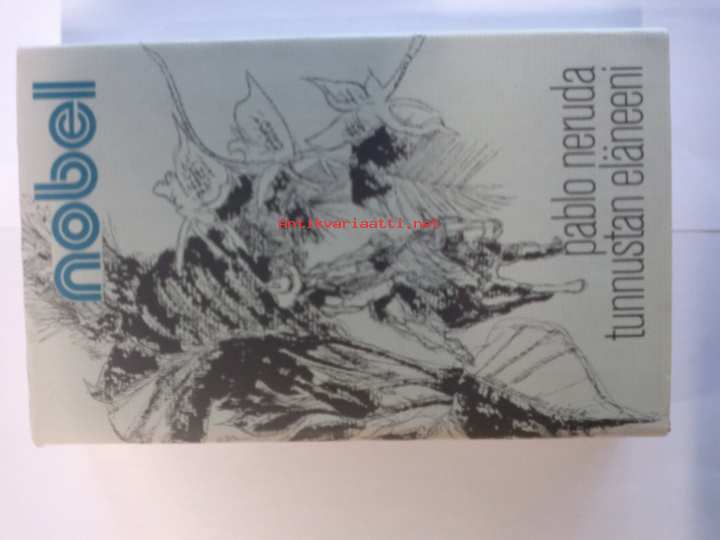 nobel
pablo neruda
tunnustan eläneeni
antikvariaatti.net